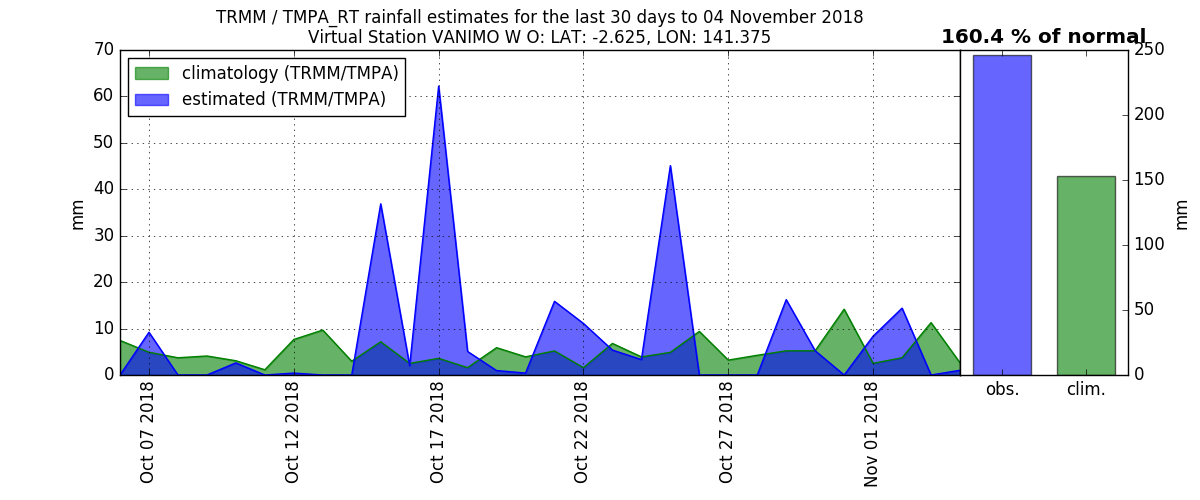 TRMM / TMPA_RT rainfall estimates for the last 30 days to 04 November 2018
Virtual Station VANIMO W O: LAT: -2.625, LON: 141.375
160.4 % of normal
climatology (TRMM/TMPA)
estimated (TRMM/TMPA)
70
60
50
40
30
20
10
0
mm
250
200
150
100
50
0
mm
Oct 07 2018
Oct 12 2018
Oct 17 2018
Oct 22 2018
Oct 27 2018
Nov 01 2018
obs.
clim.